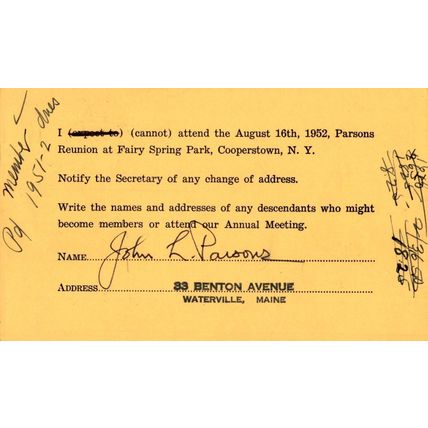 I (expect to) (cannot) attend the August 16th, 1952, Parsons
Reunion at Fairy Spring Park, Cooperstown, N. Y.
Notify the Secretary of any change of address.
Write the names and addresses of any descendants who might
become members or attend our Annual Meeting.
NAME John L. Parsons
ADDRESS 33 BENTON AVENUE
WATERVILLE, MAINE
Pd member
1951-2 dues